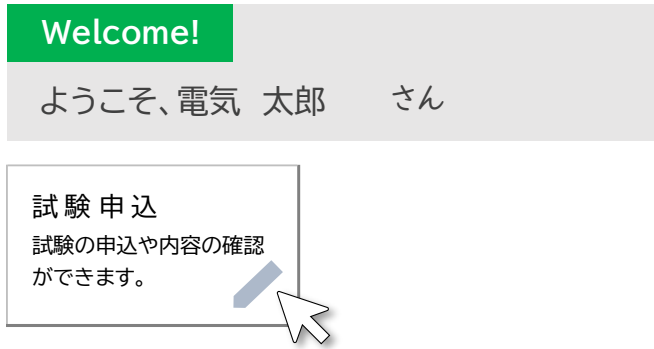 Welcome!
ようこそ、電気 太郎 さん
試験申込
試験の申込や内容の確認
ができます。